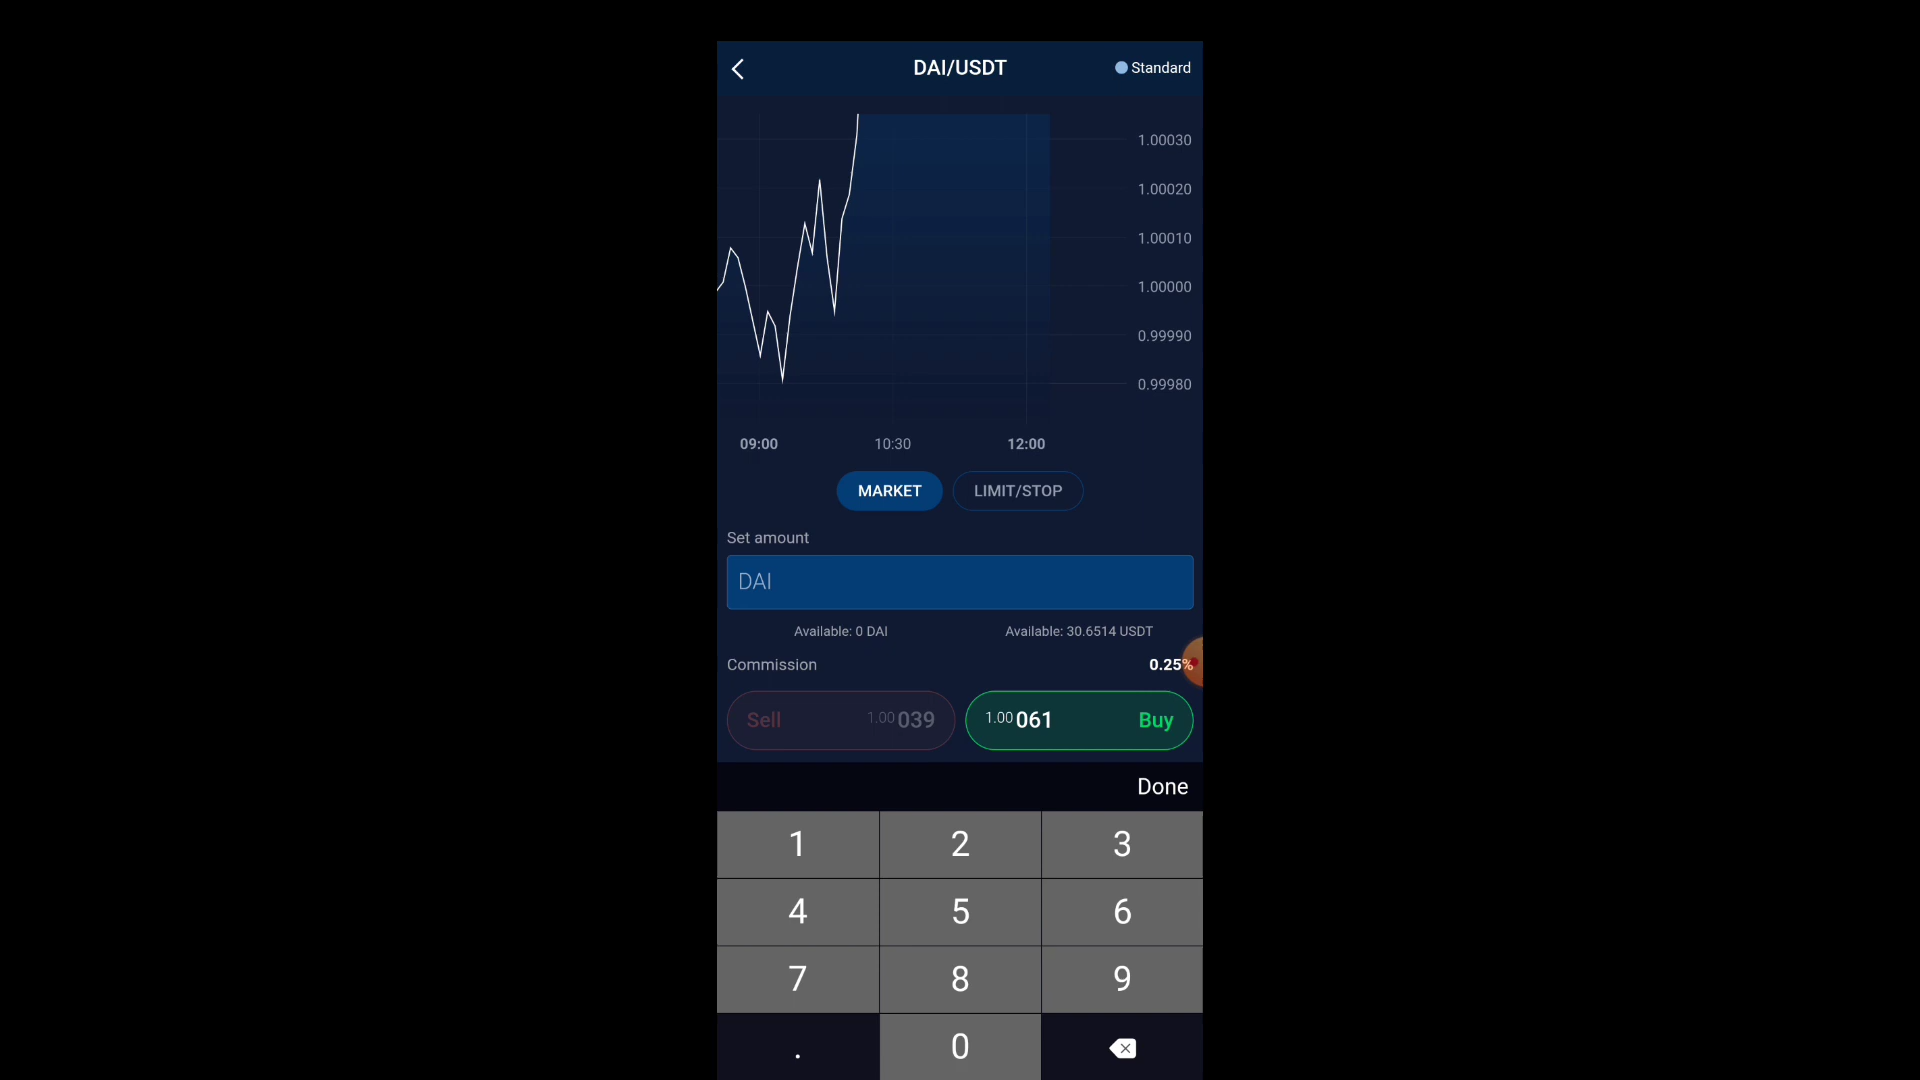 DAI/USDT
Standard
1.00030
1.00020
1.00010
1.00000
0.99990
0.99980
09:00 10:30 12:00
MARKET LIMIT/STOP
Set amount
DAI
Available: 0 DAI Available: 30.6514 USDT
Commission 0.25%
Sell 1.00039 1.00061 Buy
Done
1 2 3
4 5 6
7 8 9
. 0